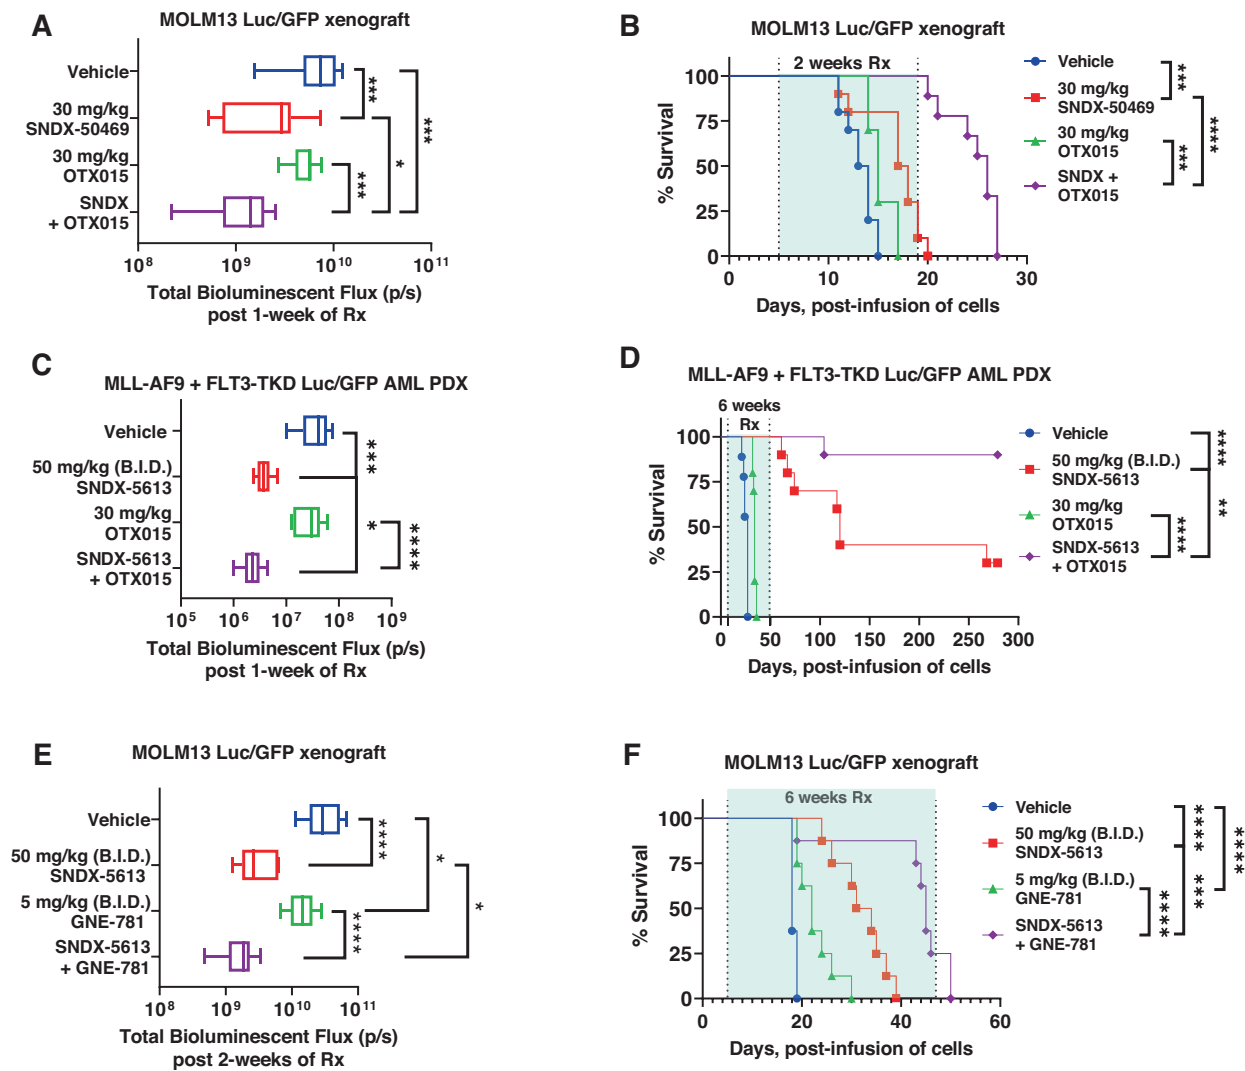 A
MOLM13 Luc/GFP xenograft
Vehicle
30 mg/kg
SNDX-50469
30 mg/kg
OTX015
SNDX
+ OTX015
***
***
*
***
10⁸ 10⁹ 10¹⁰ 10¹¹
Total Bioluminescent Flux (p/s)
post 1-week of Rx
B
MOLM13 Luc/GFP xenograft
2 weeks Rx
% Survival
100
75
50
25
0
0 10 20 30
Days, post-infusion of cells
Vehicle
30 mg/kg
SNDX-50469
30 mg/kg
OTX015
SNDX +
OTX015
***
***
****
C
MLL-AF9 + FLT3-TKD Luc/GFP AML PDX
Vehicle
50 mg/kg (B.I.D.)
SNDX-5613
30 mg/kg
OTX015
SNDX-5613
+ OTX015
***
*
****
10⁵ 10⁶ 10⁷ 10⁸ 10⁹
Total Bioluminescent Flux (p/s)
post 1-week of Rx
D
MLL-AF9 + FLT3-TKD Luc/GFP AML PDX
6 weeks
Rx
% Survival
100
75
50
25
0
0 50 100 150 200 250 300
Days, post-infusion of cells
Vehicle
50 mg/kg (B.I.D.)
SNDX-5613
30 mg/kg
OTX015
SNDX-5613
+ OTX015
****
**
****
E
MOLM13 Luc/GFP xenograft
Vehicle
50 mg/kg (B.I.D.)
SNDX-5613
5 mg/kg (B.I.D.)
GNE-781
SNDX-5613
+ GNE-781
****
*
*
****
10⁸ 10⁹ 10¹⁰ 10¹¹
Total Bioluminescent Flux (p/s)
post 2-weeks of Rx
F
MOLM13 Luc/GFP xenograft
6 weeks Rx
% Survival
100
75
50
25
0
0 20 40 60
Days, post-infusion of cells
Vehicle
50 mg/kg (B.I.D.)
SNDX-5613
5 mg/kg (B.I.D.)
GNE-781
SNDX-5613
+ GNE-781
****
****
***
****